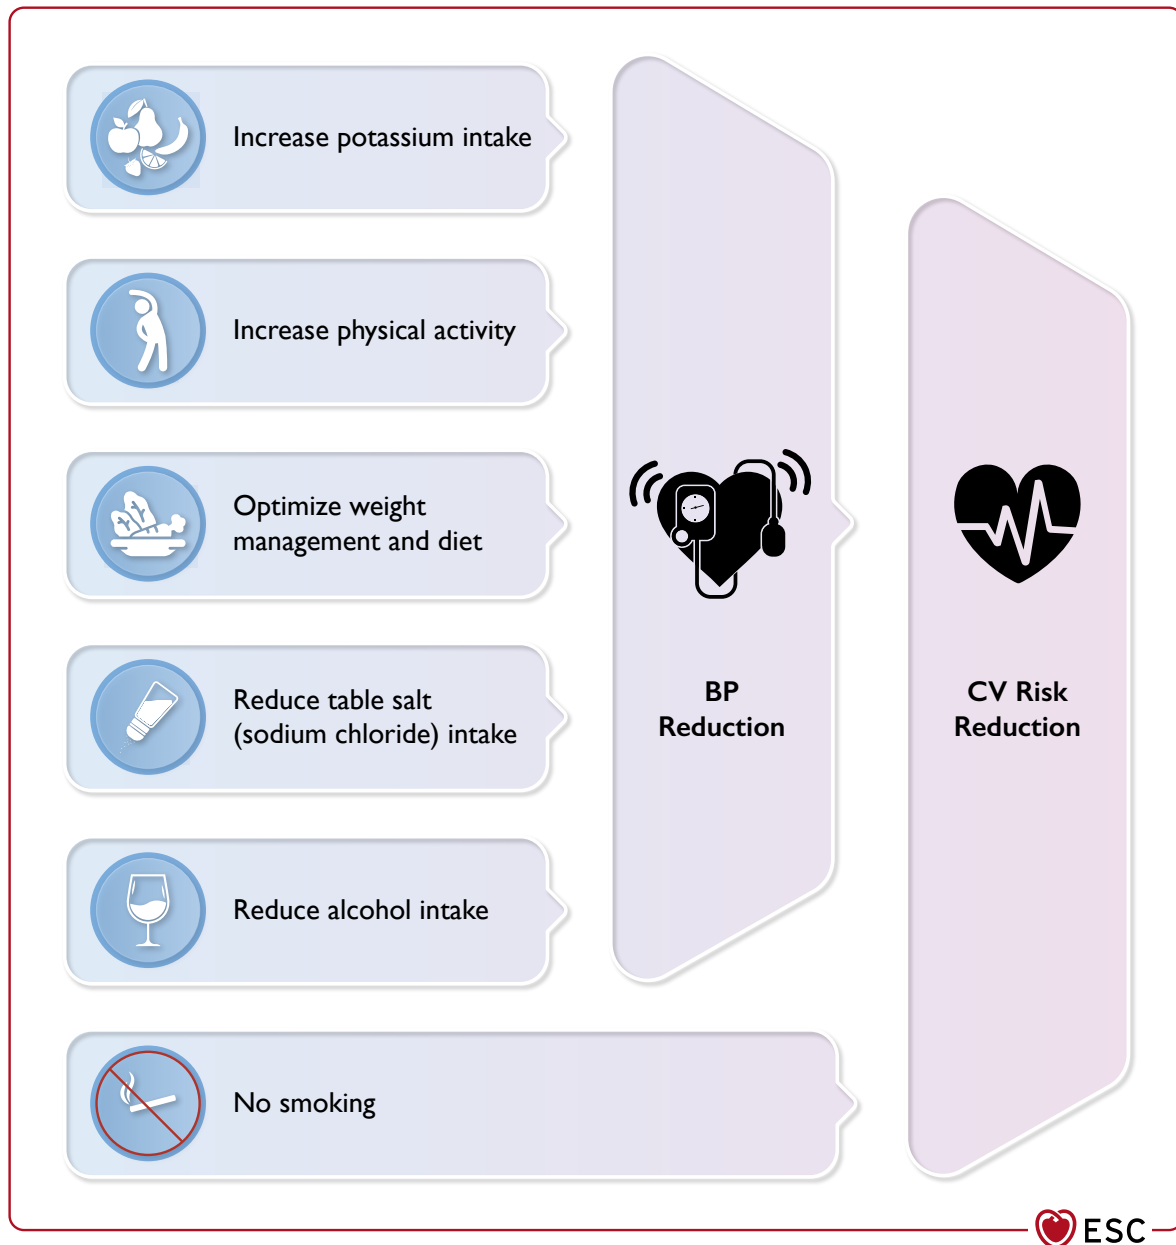 Increase potassium intake
Increase physical activity
Optimize weight
management and diet
Reduce table salt
(sodium chloride) intake
Reduce alcohol intake
No smoking
BP
Reduction
CV Risk
Reduction
ESC